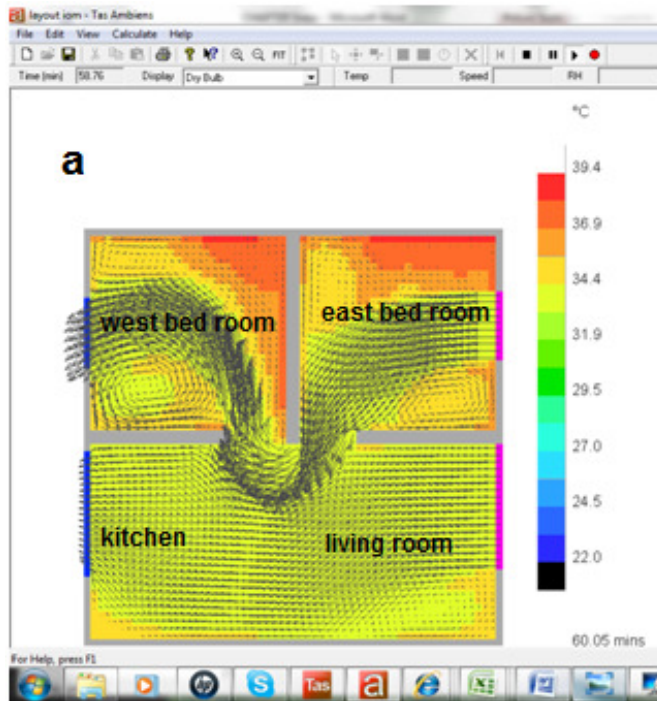 layout.iom - Tas Ambiens
File Edit View Calculate Help
FIT
Time (min) 58.76 Display Dry Bulb Temp Speed RH
°C
a
39.4
36.9
34.4
31.9
29.5
27.0
24.5
22.0
west bed room
east bed room
kitchen
living room
60.05 mins
For Help, press F1
hp S Tas a